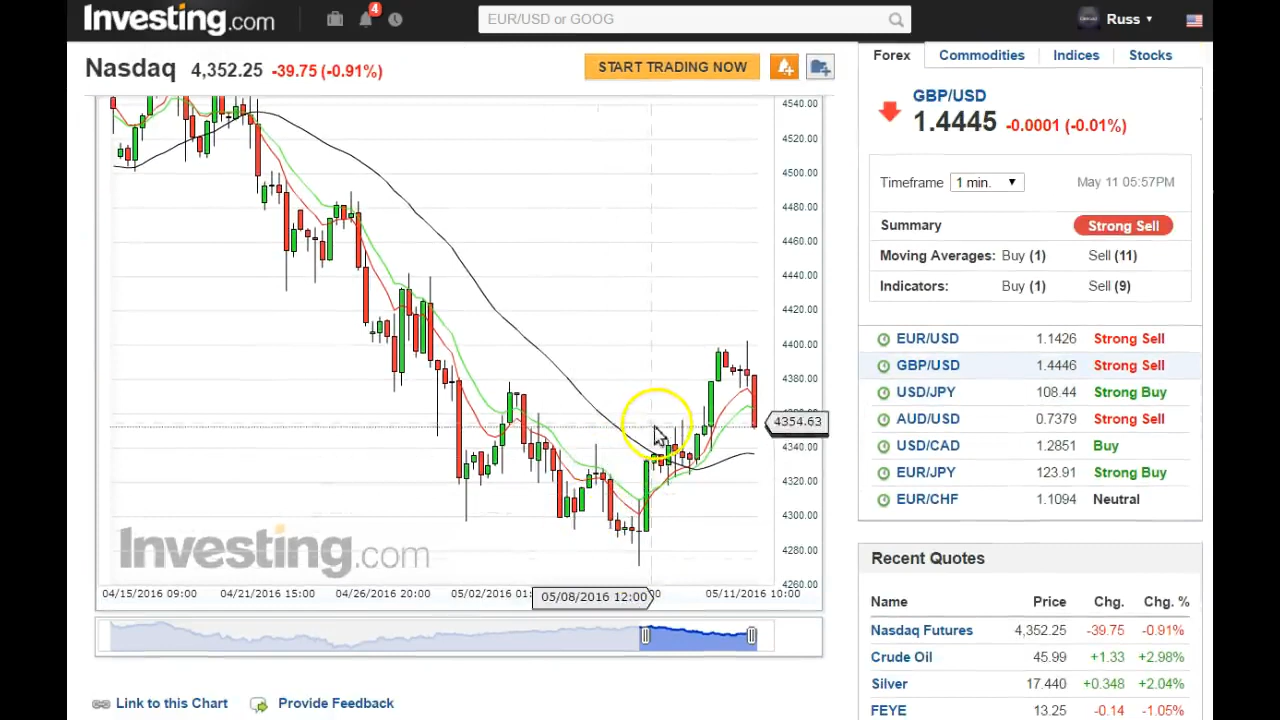 Investing.com
4
EUR/USD or GOOG
Russ
Nasdaq 4,352.25 -39.75 (-0.91%)
START TRADING NOW
Forex Commodities Indices Stocks
GBP/USD
1.4445 -0.0001 (-0.01%)
Timeframe 1 min. May 11 05:57PM
Summary Strong Sell
Moving Averages: Buy (1) Sell (11)
Indicators: Buy (1) Sell (9)
EUR/USD 1.1426 Strong Sell
GBP/USD 1.4446 Strong Sell
USD/JPY 108.44 Strong Buy
AUD/USD 0.7379 Strong Sell
USD/CAD 1.2851 Buy
EUR/JPY 123.91 Strong Buy
EUR/CHF 1.1094 Neutral
Recent Quotes
Name Price Chg. Chg. %
Nasdaq Futures 4,352.25 -39.75 -0.91%
Crude Oil 45.99 +1.33 +2.98%
Silver 17.440 +0.348 +2.04%
FEYE 13.25 -0.14 -1.05%
4540.00
4520.00
4500.00
4480.00
4460.00
4440.00
4420.00
4400.00
4380.00
4354.63
4340.00
4320.00
4300.00
4280.00
4260.00
Investing.com
04/15/2016 09:00 04/21/2016 15:00 04/26/2016 20:00 05/02/2016 01: 05/08/2016 12:00 05/11/2016 10:00
Link to this Chart Provide Feedback